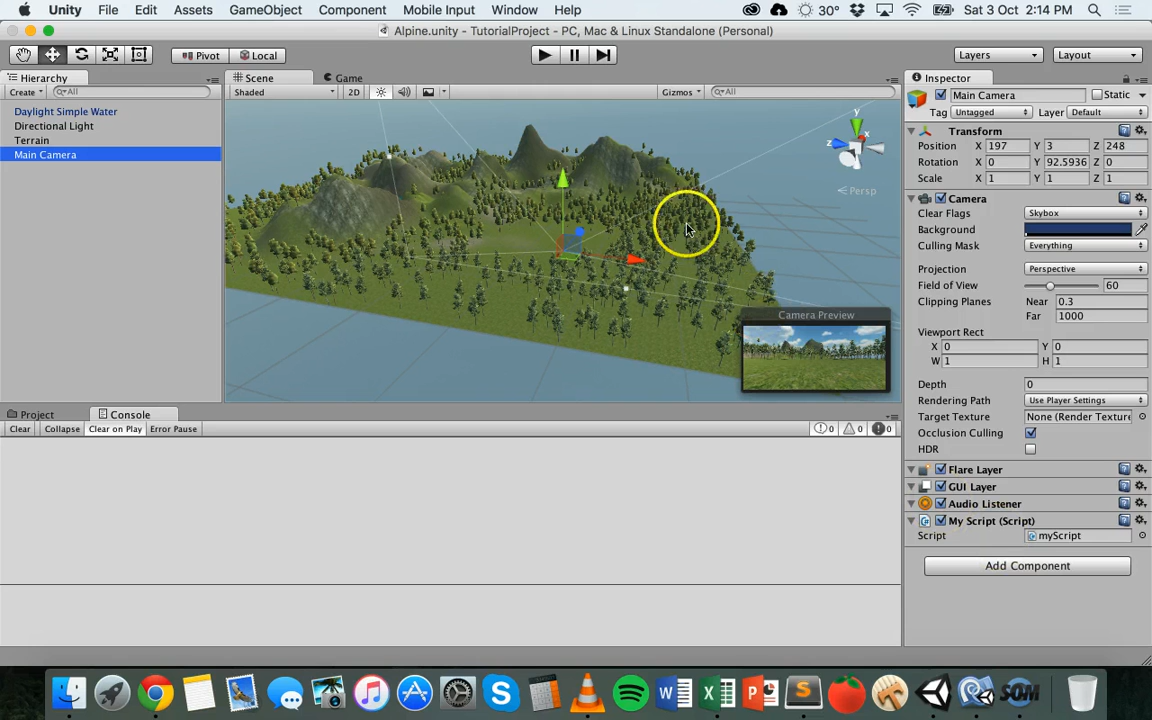 Unity File Edit Assets GameObject Component Mobile Input Window Help
30° Sat 3 Oct 2:14 PM
Alpine.unity - TutorialProject - PC, Mac & Linux Standalone (Personal)
Pivot Local Layers Layout
Hierarchy
Create All
Daylight Simple Water
Directional Light
Terrain
Main Camera
Scene Game
Shaded 2D Gizmos All
y
x
z
Persp
Camera Preview
Inspector
Main Camera Static
Tag Untagged Layer Default
Transform
Position X 197 Y 3 Z 248
Rotation X 0 Y 92.5936 Z 0
Scale X 1 Y 1 Z 1
Camera
Clear Flags Skybox
Background
Culling Mask Everything
Projection Perspective
Field of View 60
Clipping Planes Near 0.3
Far 1000
Viewport Rect
X 0 Y 0
W 1 H 1
Depth 0
Rendering Path Use Player Settings
Target Texture None (Render Texture
Occlusion Culling
HDR
Flare Layer
GUI Layer
Audio Listener
My Script (Script)
Script myScript
Add Component
Project Console
Clear Collapse Clear on Play Error Pause 0 0 0
SOM